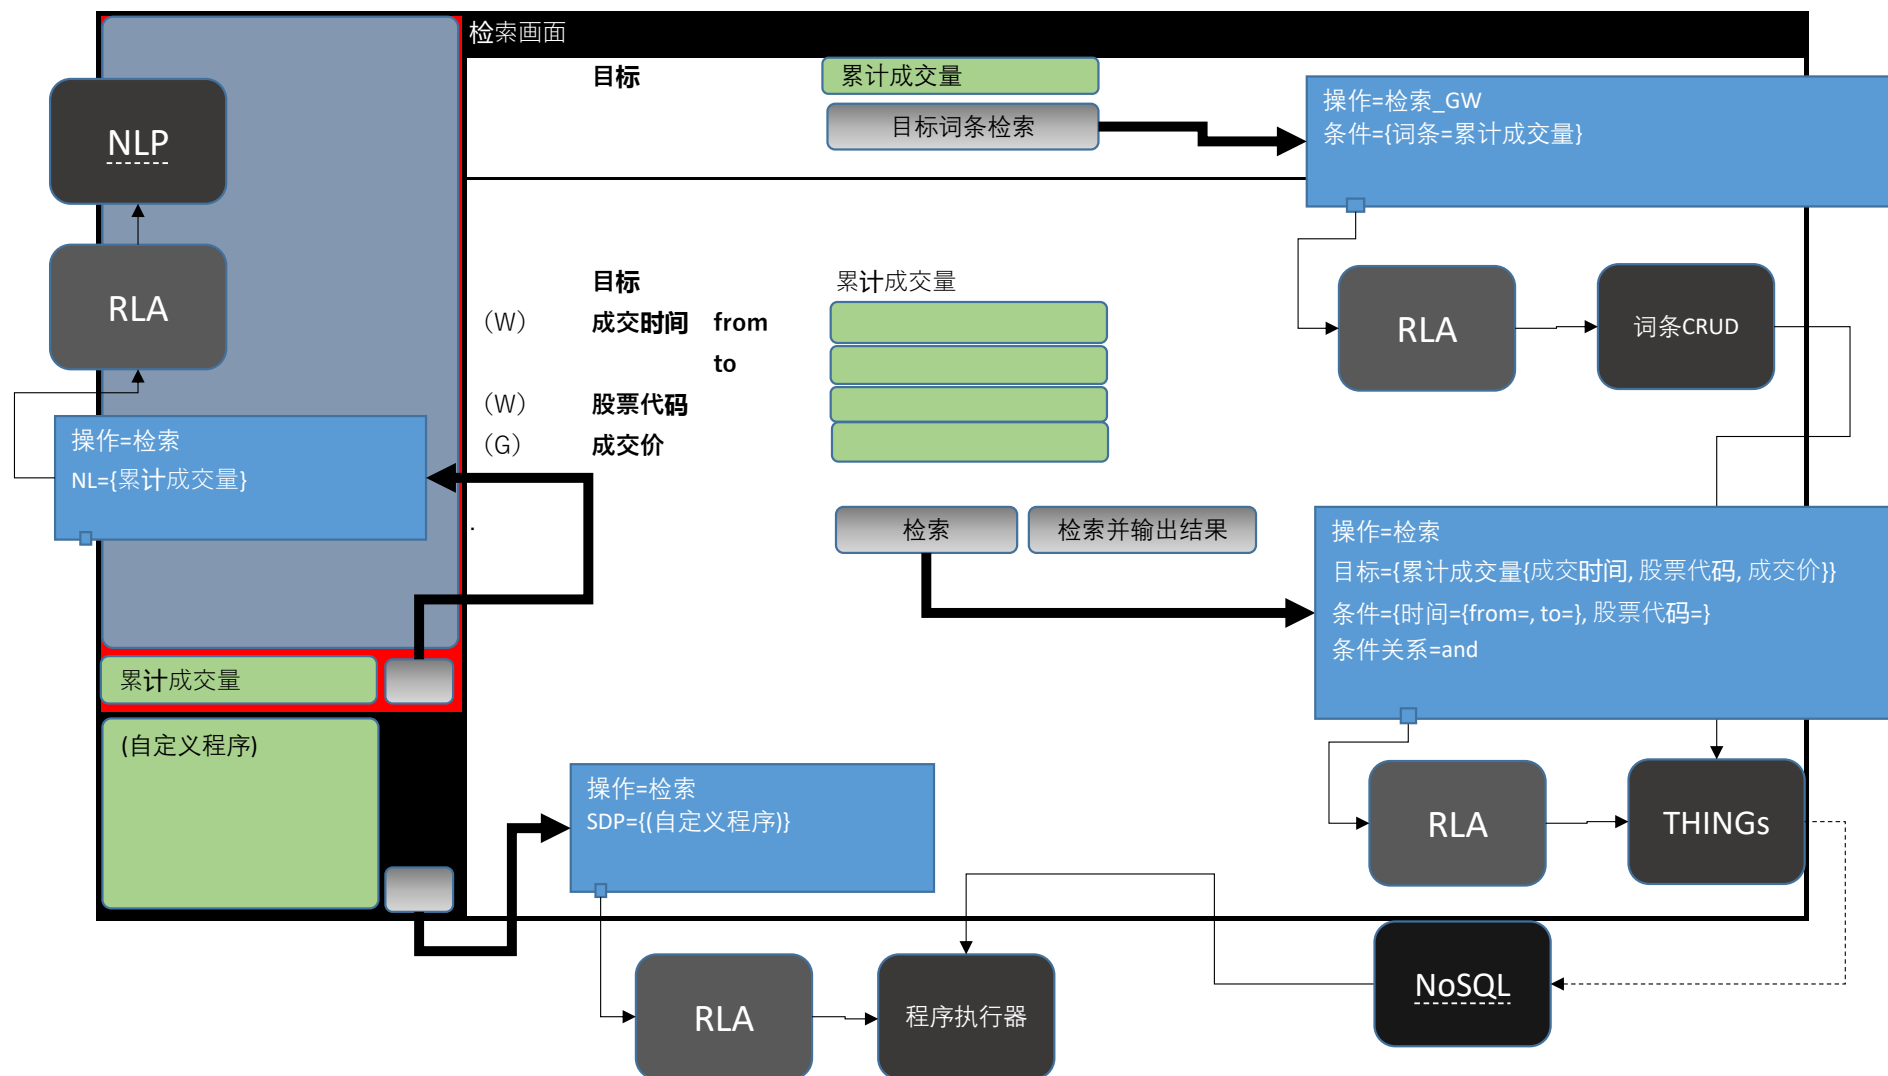 检索画面
目标
累计成交量
目标词条检索
操作=检索_GW
条件={词条=累计成交量}
NLP
RLA
操作=检索
NL={累计成交量}
目标
累计成交量
(W)
成交时间
from
to
(W)
股票代码
(G)
成交价
.
检索
检索并输出结果
RLA
词条CRUD
操作=检索
目标={累计成交量{成交时间, 股票代码, 成交价}}
条件={时间={from=, to=}, 股票代码=}
条件关系=and
累计成交量
(自定义程序)
操作=检索
SDP={(自定义程序)}
RLA
THINGs
RLA
程序执行器
NoSQL